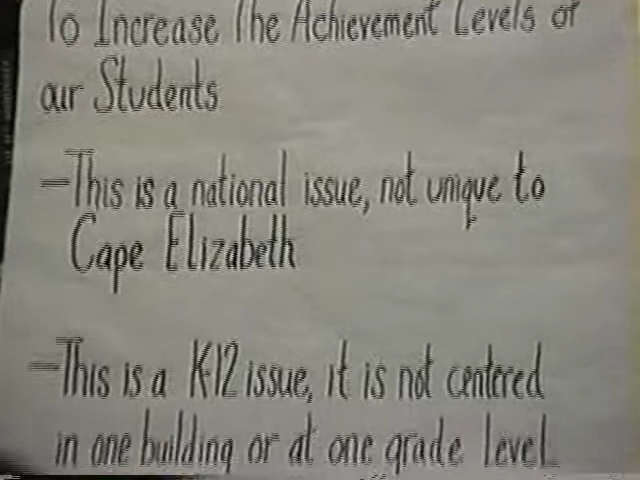 To Increase The Achievement Levels of
our Students
-This is a national issue, not unique to
Cape Elizabeth
-This is a K-12 issue, it is not centered
in one building or at one grade level.